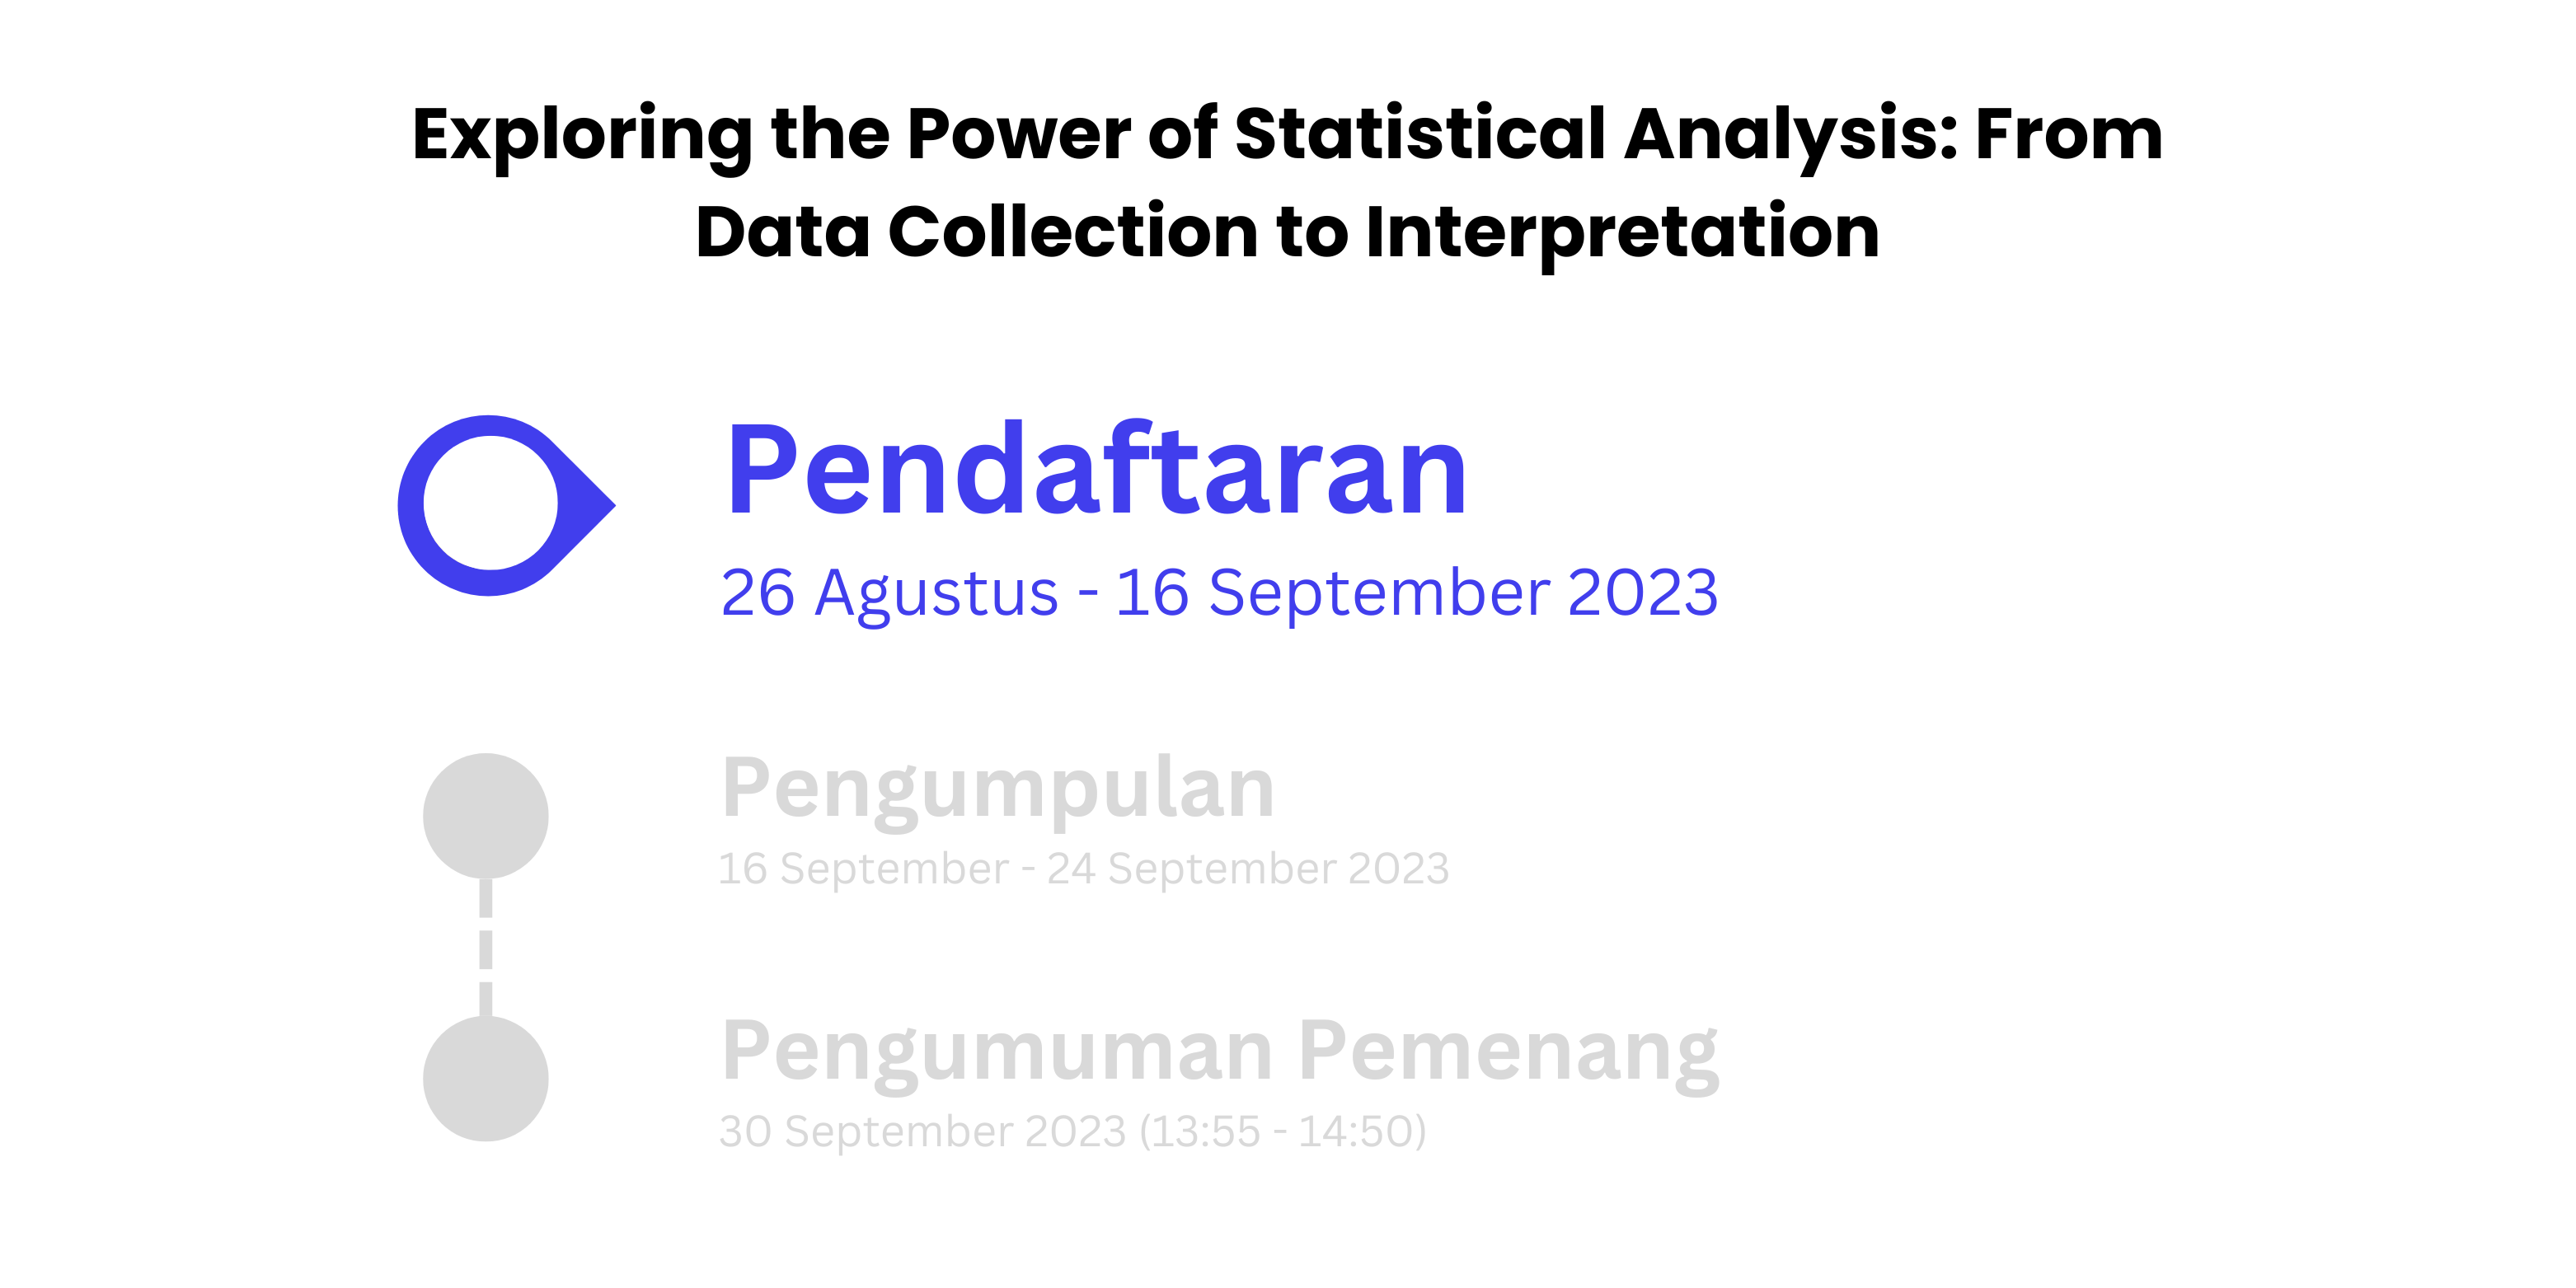 Exploring the Power of Statistical Analysis: From
Data Collection to Interpretation
Pendaftaran
26 Agustus - 16 September 2023
Pengumpulan
16 September - 24 September 2023
Pengumuman Pemenang
30 September 2023 (13:55 - 14:50)